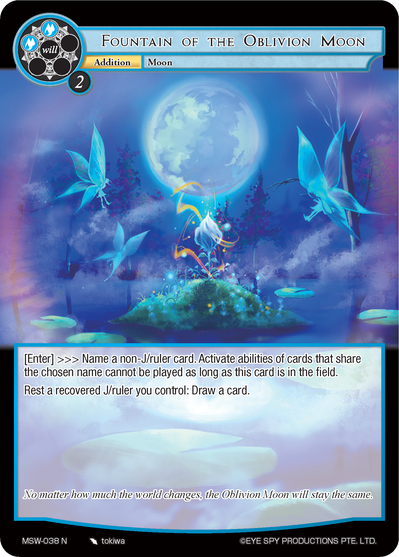 Fountain of the Oblivion Moon
will
Addition Moon
2
[Enter] >>> Name a non-J/ruler card. Activate abilities of cards that share
the chosen name cannot be played as long as this card is in the field.
Rest a recovered J/ruler you control: Draw a card.
No matter how much the world changes, the Oblivion Moon will stay the same.
MSW-038 N tokiwa ©EYE SPY PRODUCTIONS PTE. LTD.